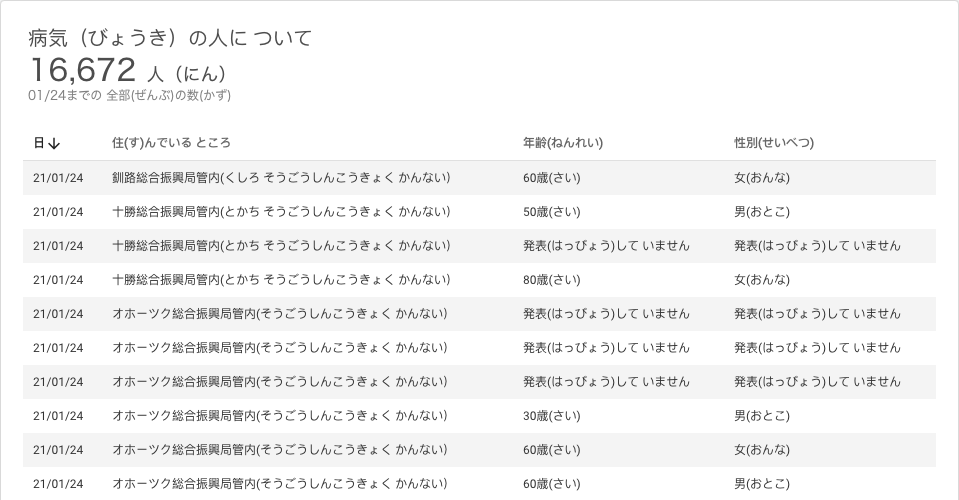 病気（びょうき）の人に ついて
16,672 人（にん）
01/24までの 全部(ぜんぶ)の数(かず)
日↓ 住(す)んでいる ところ 年齢(ねんれい) 性別(せいべつ)
21/01/24 釧路総合振興局管内(くしろ そうごうしんこうきょく かんない) 60歳(さい) 女(おんな)
21/01/24 十勝総合振興局管内(とかち そうごうしんこうきょく かんない) 50歳(さい) 男(おとこ)
21/01/24 十勝総合振興局管内(とかち そうごうしんこうきょく かんない) 発表(はっぴょう)して いません 発表(はっぴょう)して いません
21/01/24 十勝総合振興局管内(とかち そうごうしんこうきょく かんない) 80歳(さい) 女(おんな)
21/01/24 オホーツク総合振興局管内(そうごうしんこうきょく かんない) 発表(はっぴょう)して いません 発表(はっぴょう)して いません
21/01/24 オホーツク総合振興局管内(そうごうしんこうきょく かんない) 発表(はっぴょう)して いません 発表(はっぴょう)して いません
21/01/24 オホーツク総合振興局管内(そうごうしんこうきょく かんない) 発表(はっぴょう)して いません 発表(はっぴょう)して いません
21/01/24 オホーツク総合振興局管内(そうごうしんこうきょく かんない) 30歳(さい) 男(おとこ)
21/01/24 オホーツク総合振興局管内(そうごうしんこうきょく かんない) 60歳(さい) 女(おんな)
21/01/24 オホーツク総合振興局管内(そうごうしんこうきょく かんない) 60歳(さい) 男(おとこ)